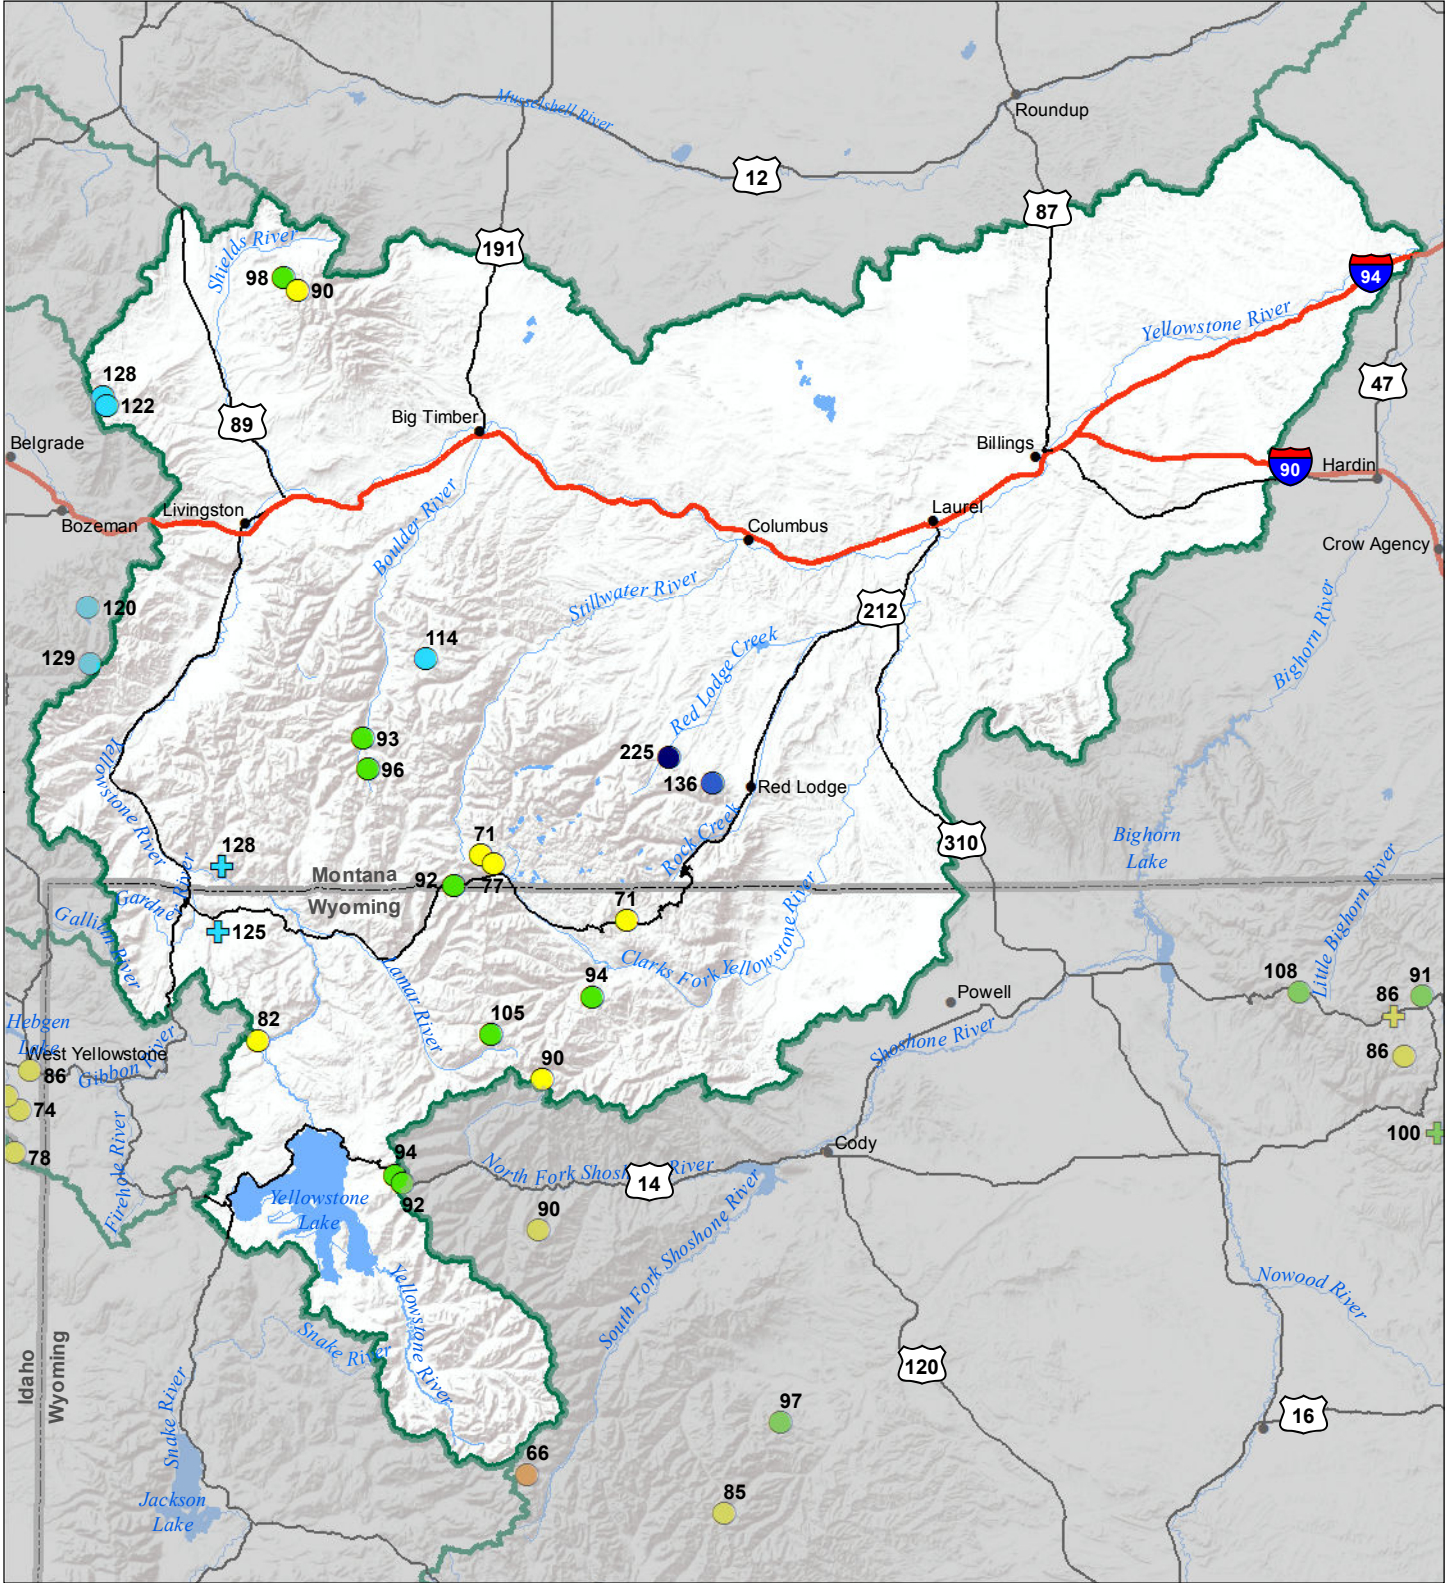 Musselshell River
Roundup
12
87
191
Shields River
98
90
94
Yellowstone River
128
122
47
89
Big Timber
Belgrade
Billings
90
Hardin
Livingston
Bozeman
Boulder River
Laurel
Columbus
Crow Agency
Stillwater River
212
120
114
129
Red Lodge Creek
Bighorn River
93
96
225
136
Red Lodge
Yellowstone River
Rock Creek
Bighorn
Lake
310
128
71
77
92
Montana
Wyoming
Gardner River
71
Little Bighorn River
Gallatin River
125
Clarks Fork Yellowstone River
Lamar River
94
108
91
86
Powell
Hebgen
Lake
82
105
Shoshone River
West Yellowstone
86
Gibbon River
86
90
74
100
78
Firehole River
94
92
Cody
North Fork Shoshone River
14
Yellowstone
Lake
90
South Fork Shoshone River
Nowood River
Yellowstone River
Snake River
Idaho
Wyoming
120
Snake River
97
16
66
85
Jackson
Lake